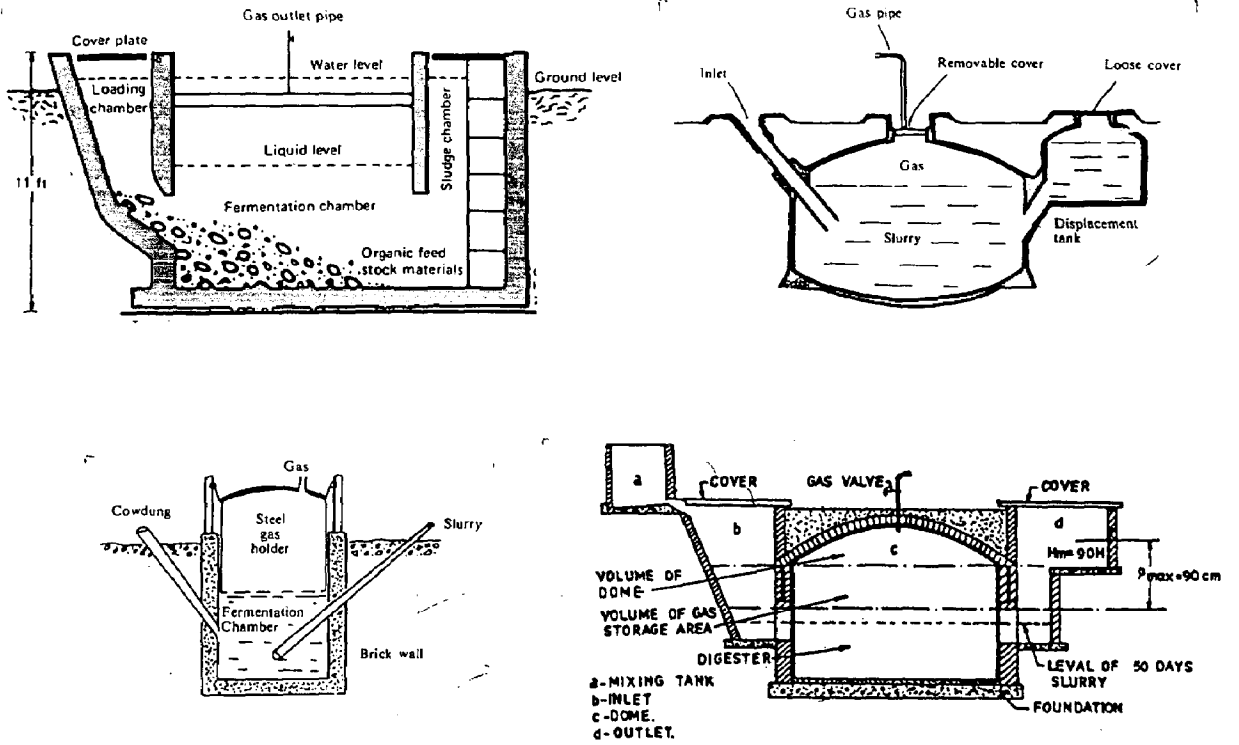 Gas outlet pipe
Cover plate
Water level
Ground level
Loading
chamber
Liquid level
Sludge chamber
11 ft
Fermentation chamber
Organic feed
stock materials
Gas pipe
Inlet
Removable cover
Loose cover
Gas
Slurry
Displacement
tank
Gas
Cowdung
Steel
gas
holder
Slurry
Fermentation
Chamber
Brick wall
a
COVER
GAS VALVE
COVER
b
c
d
Hm=90H
VOLUME OF
DOME
VOLUME OF GAS
STORAGE AREA
DIGESTER
LEVAL OF 50 DAYS
SLURRY
FOUNDATION
a-MIXING TANK
b-INLET
c-DOME.
d-OUTLET.